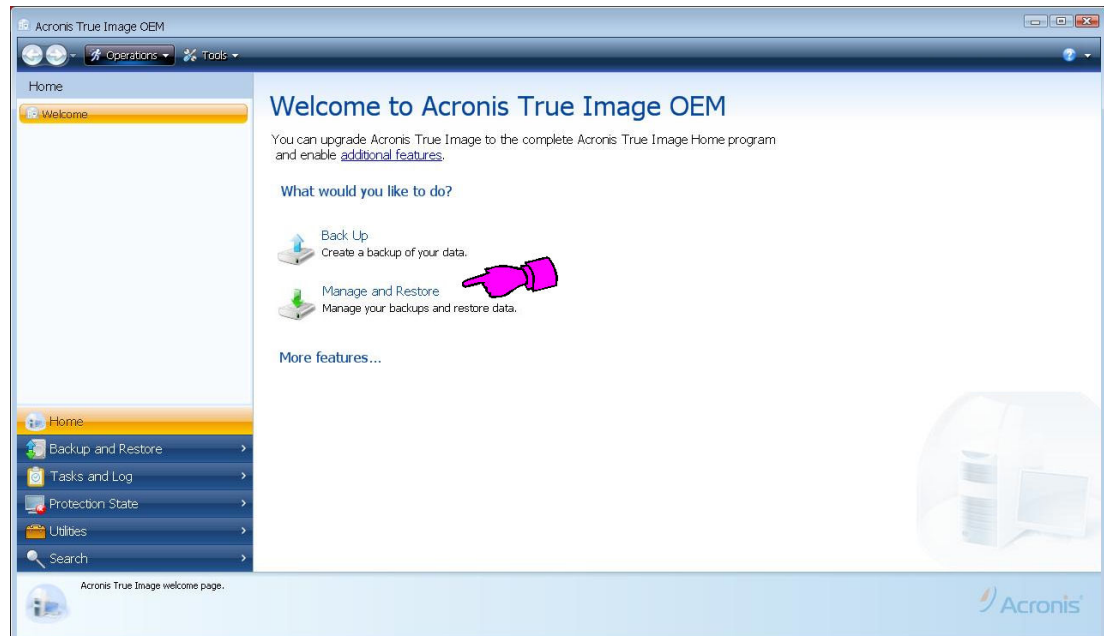 Acronis True Image OEM
Operations
Tools
Home
Welcome
Welcome to Acronis True Image OEM
You can upgrade Acronis True Image to the complete Acronis True Image Home program
and enable additional features.
What would you like to do?
Back Up
Create a backup of your data.
Manage and Restore
Manage your backups and restore data.
More features...
Home
Backup and Restore
Tasks and Log
Protection State
Utilities
Search
Acronis True Image welcome page.
Acronis